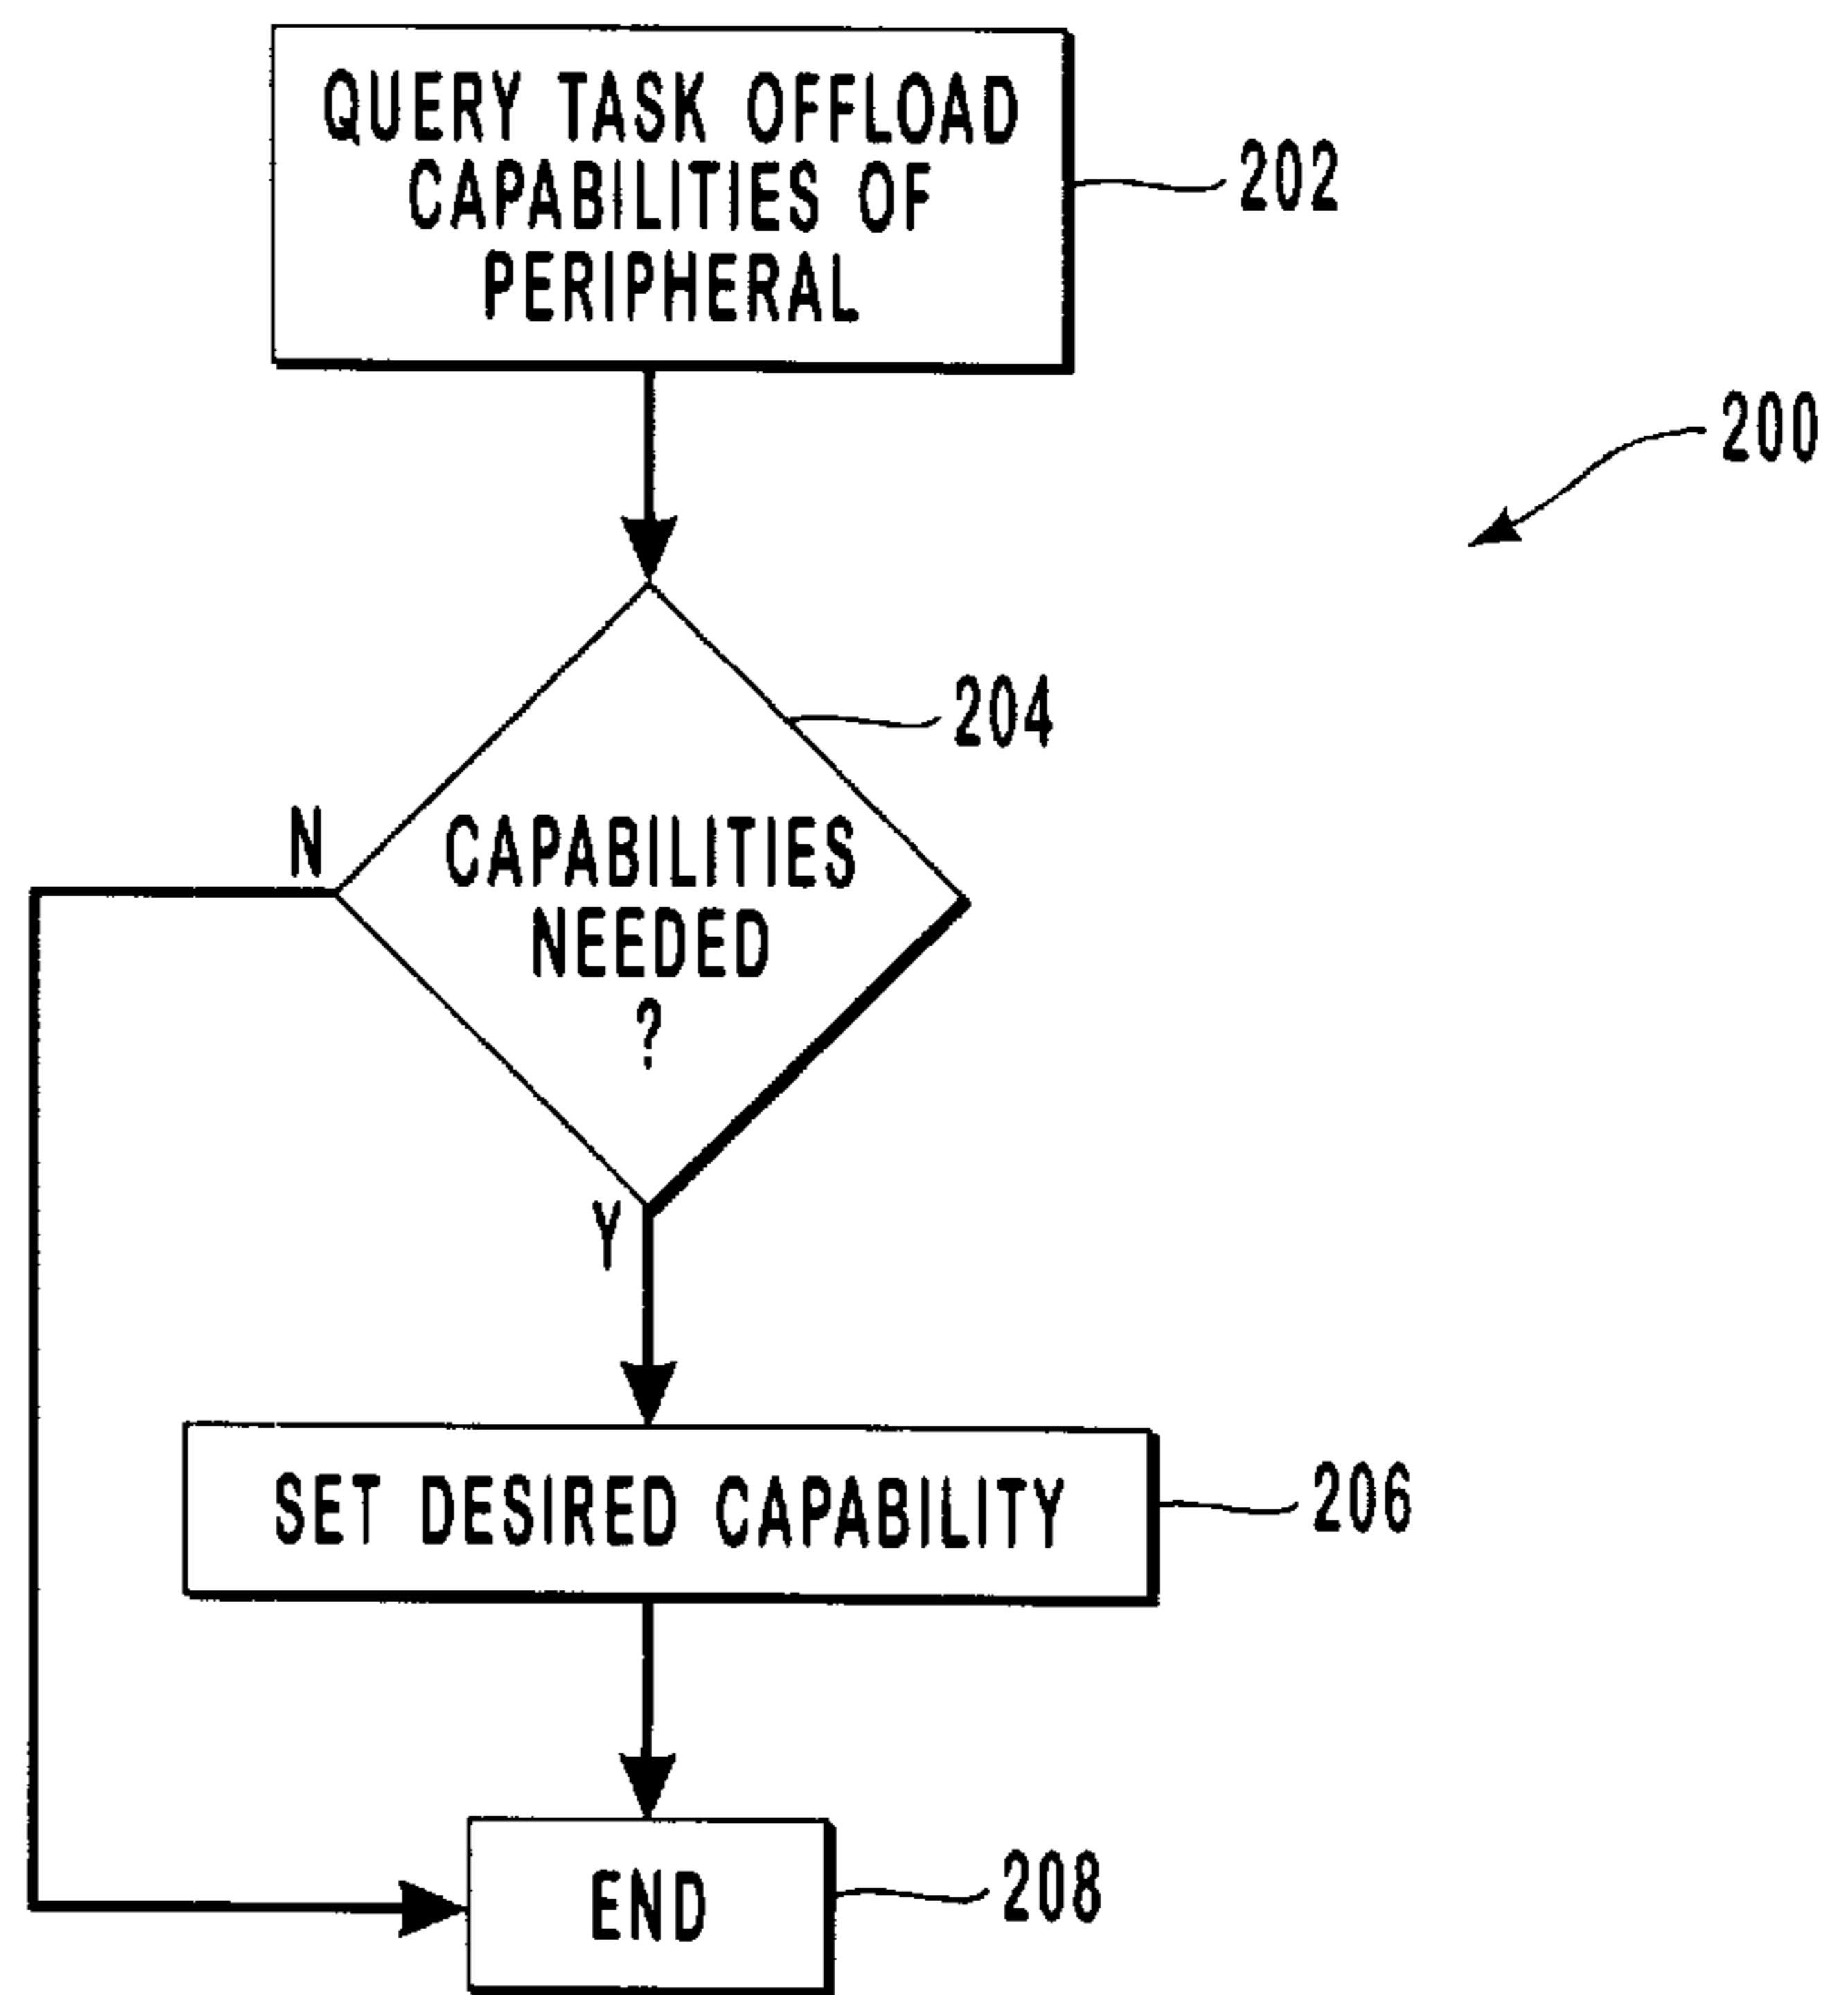 QUERY TASK OFFLOAD
CAPABILITIES OF
PERIPHERAL
202
200
204
N
CAPABILITIES
NEEDED
?
Y
SET DESIRED CAPABILITY
206
END
208